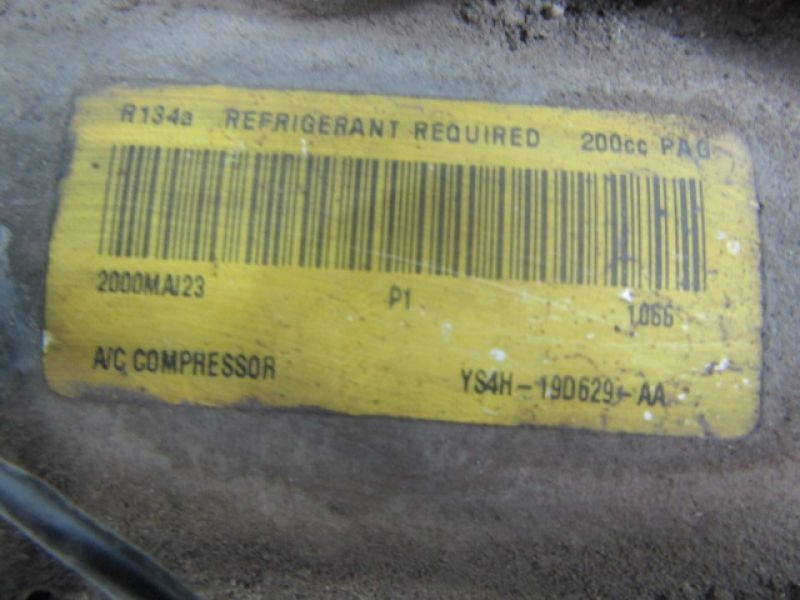 R134a REFRIGERANT REQUIRED 200cc PAG
2000MAI23 P1 1066
A/C COMPRESSOR YS4H-19D629-AA